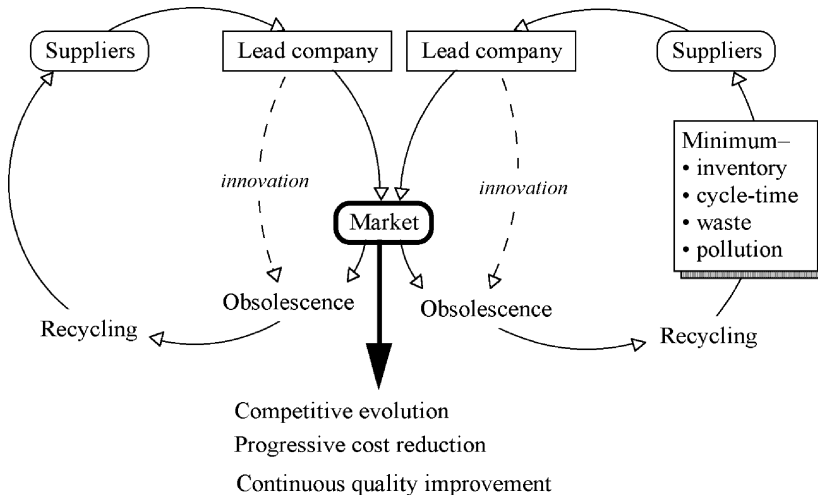 Suppliers
Lead company
Lead company
Suppliers
Minimum–
• inventory
• cycle-time
• waste
• pollution
innovation
innovation
Market
Obsolescence
Obsolescence
Recycling
Recycling
Competitive evolution
Progressive cost reduction
Continuous quality improvement